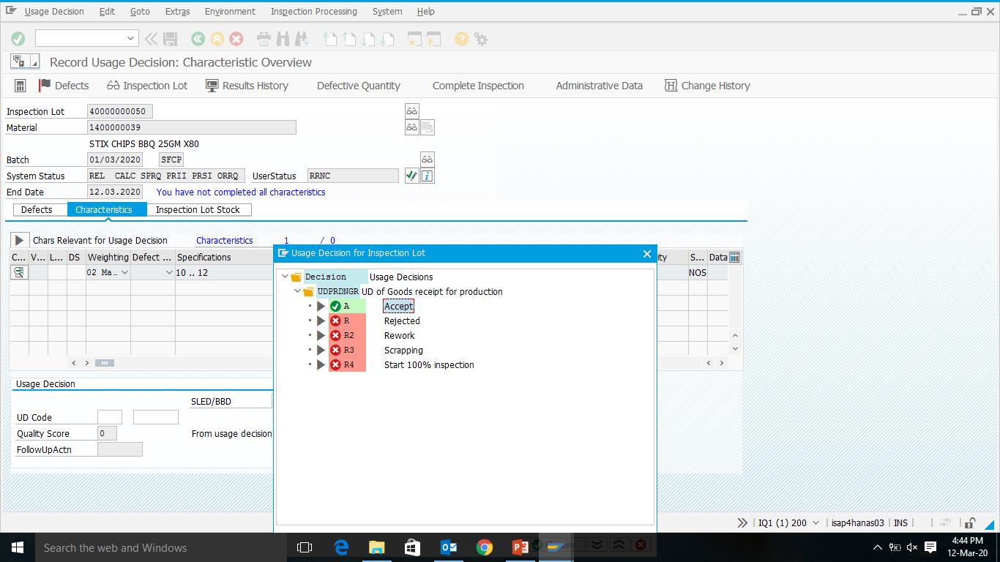 Usage Decision Edit Goto Extras Environment Inspection Processing System Help
Record Usage Decision: Characteristic Overview
Defects Inspection Lot Results History Defective Quantity Complete Inspection Administrative Data Change History
Inspection Lot 40000000050
Material 1400000039
STIX CHIPS BBQ 25GM X80
Batch 01/03/2020 SFCP
System Status REL CALC SPRQ PRII PRSI ORRQ UserStatus RRNC
End Date 12.03.2020 You have not completed all characteristics
Defects Characteristics Inspection Lot Stock
Chars Relevant for Usage Decision Characteristics 1 / 0
C... V... L... DS Weighting Defect ... Specifications S... Data
02 Ma... 10 .. 12 NOS
Usage Decision for Inspection Lot
Decision Usage Decisions
UDPRDNGR UD of Goods receipt for production
A Accept
R Rejected
R2 Rework
R3 Scrapping
R4 Start 100% inspection
Usage Decision
SLED/BBD
UD Code
Quality Score 0 From usage decision
FollowUpActn
IQ1 (1) 200 isap4hanas03 INS
Search the web and Windows
4:44 PM
12-Mar-20